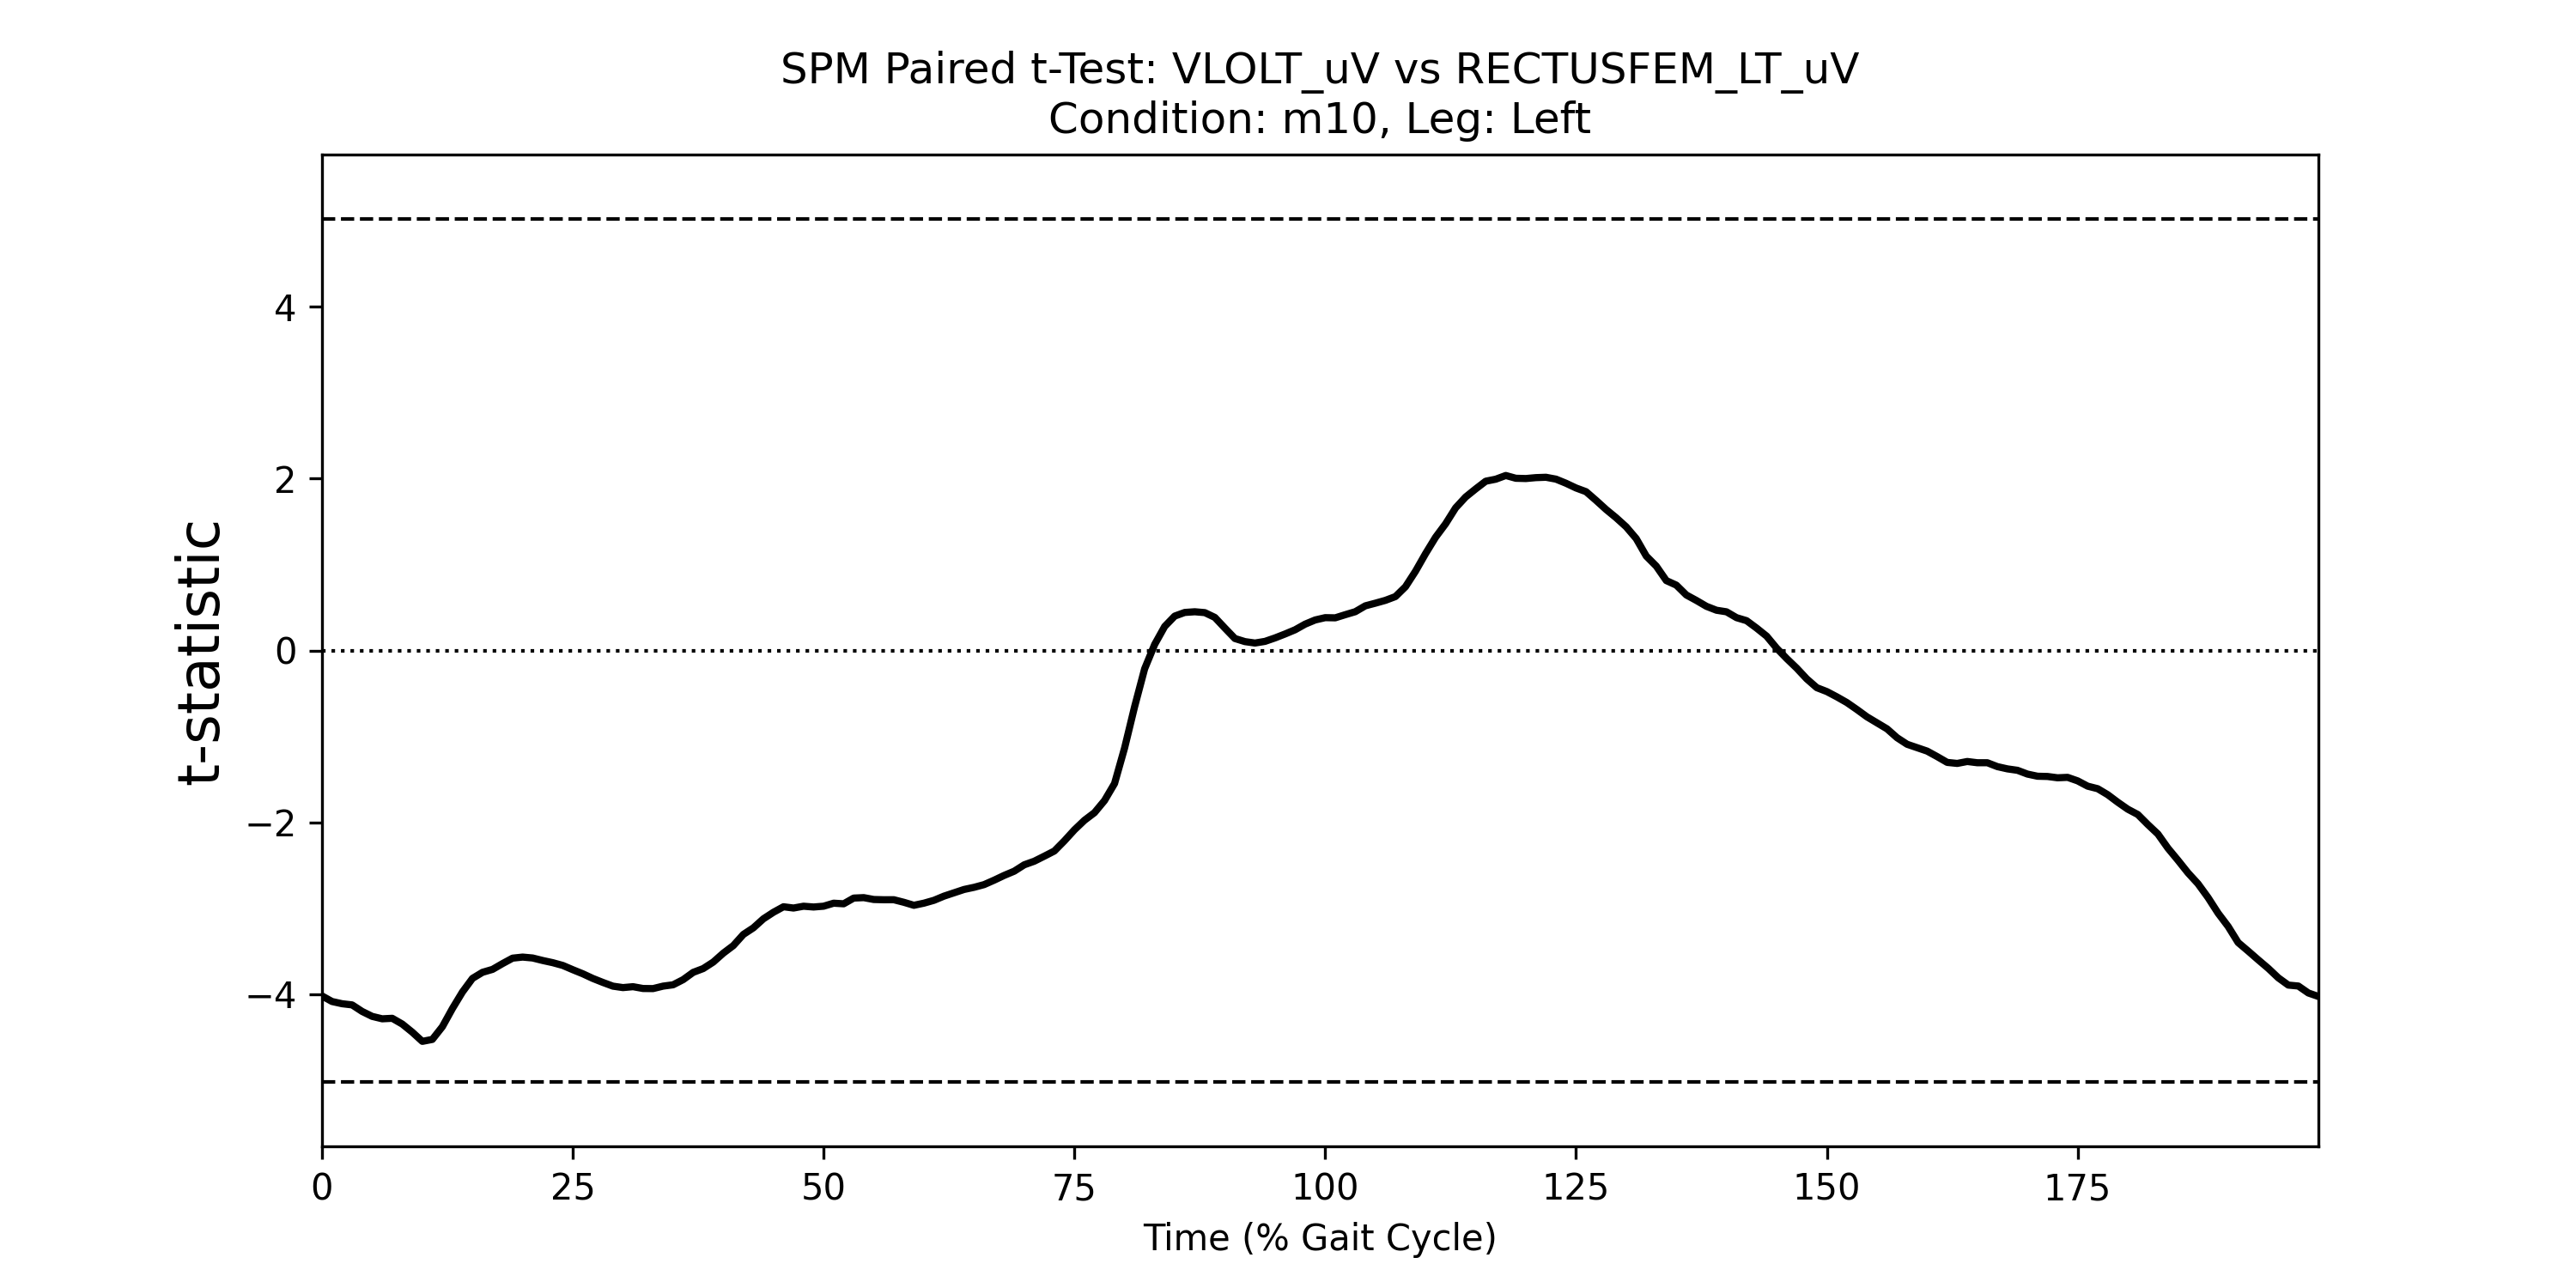 SPM Paired t-Test: VLOLT_uV vs RECTUSFEM_LT_uV
Condition: m10, Leg: Left
t-statistic
4
2
0
−2
−4
0 25 50 75 100 125 150 175
Time (% Gait Cycle)